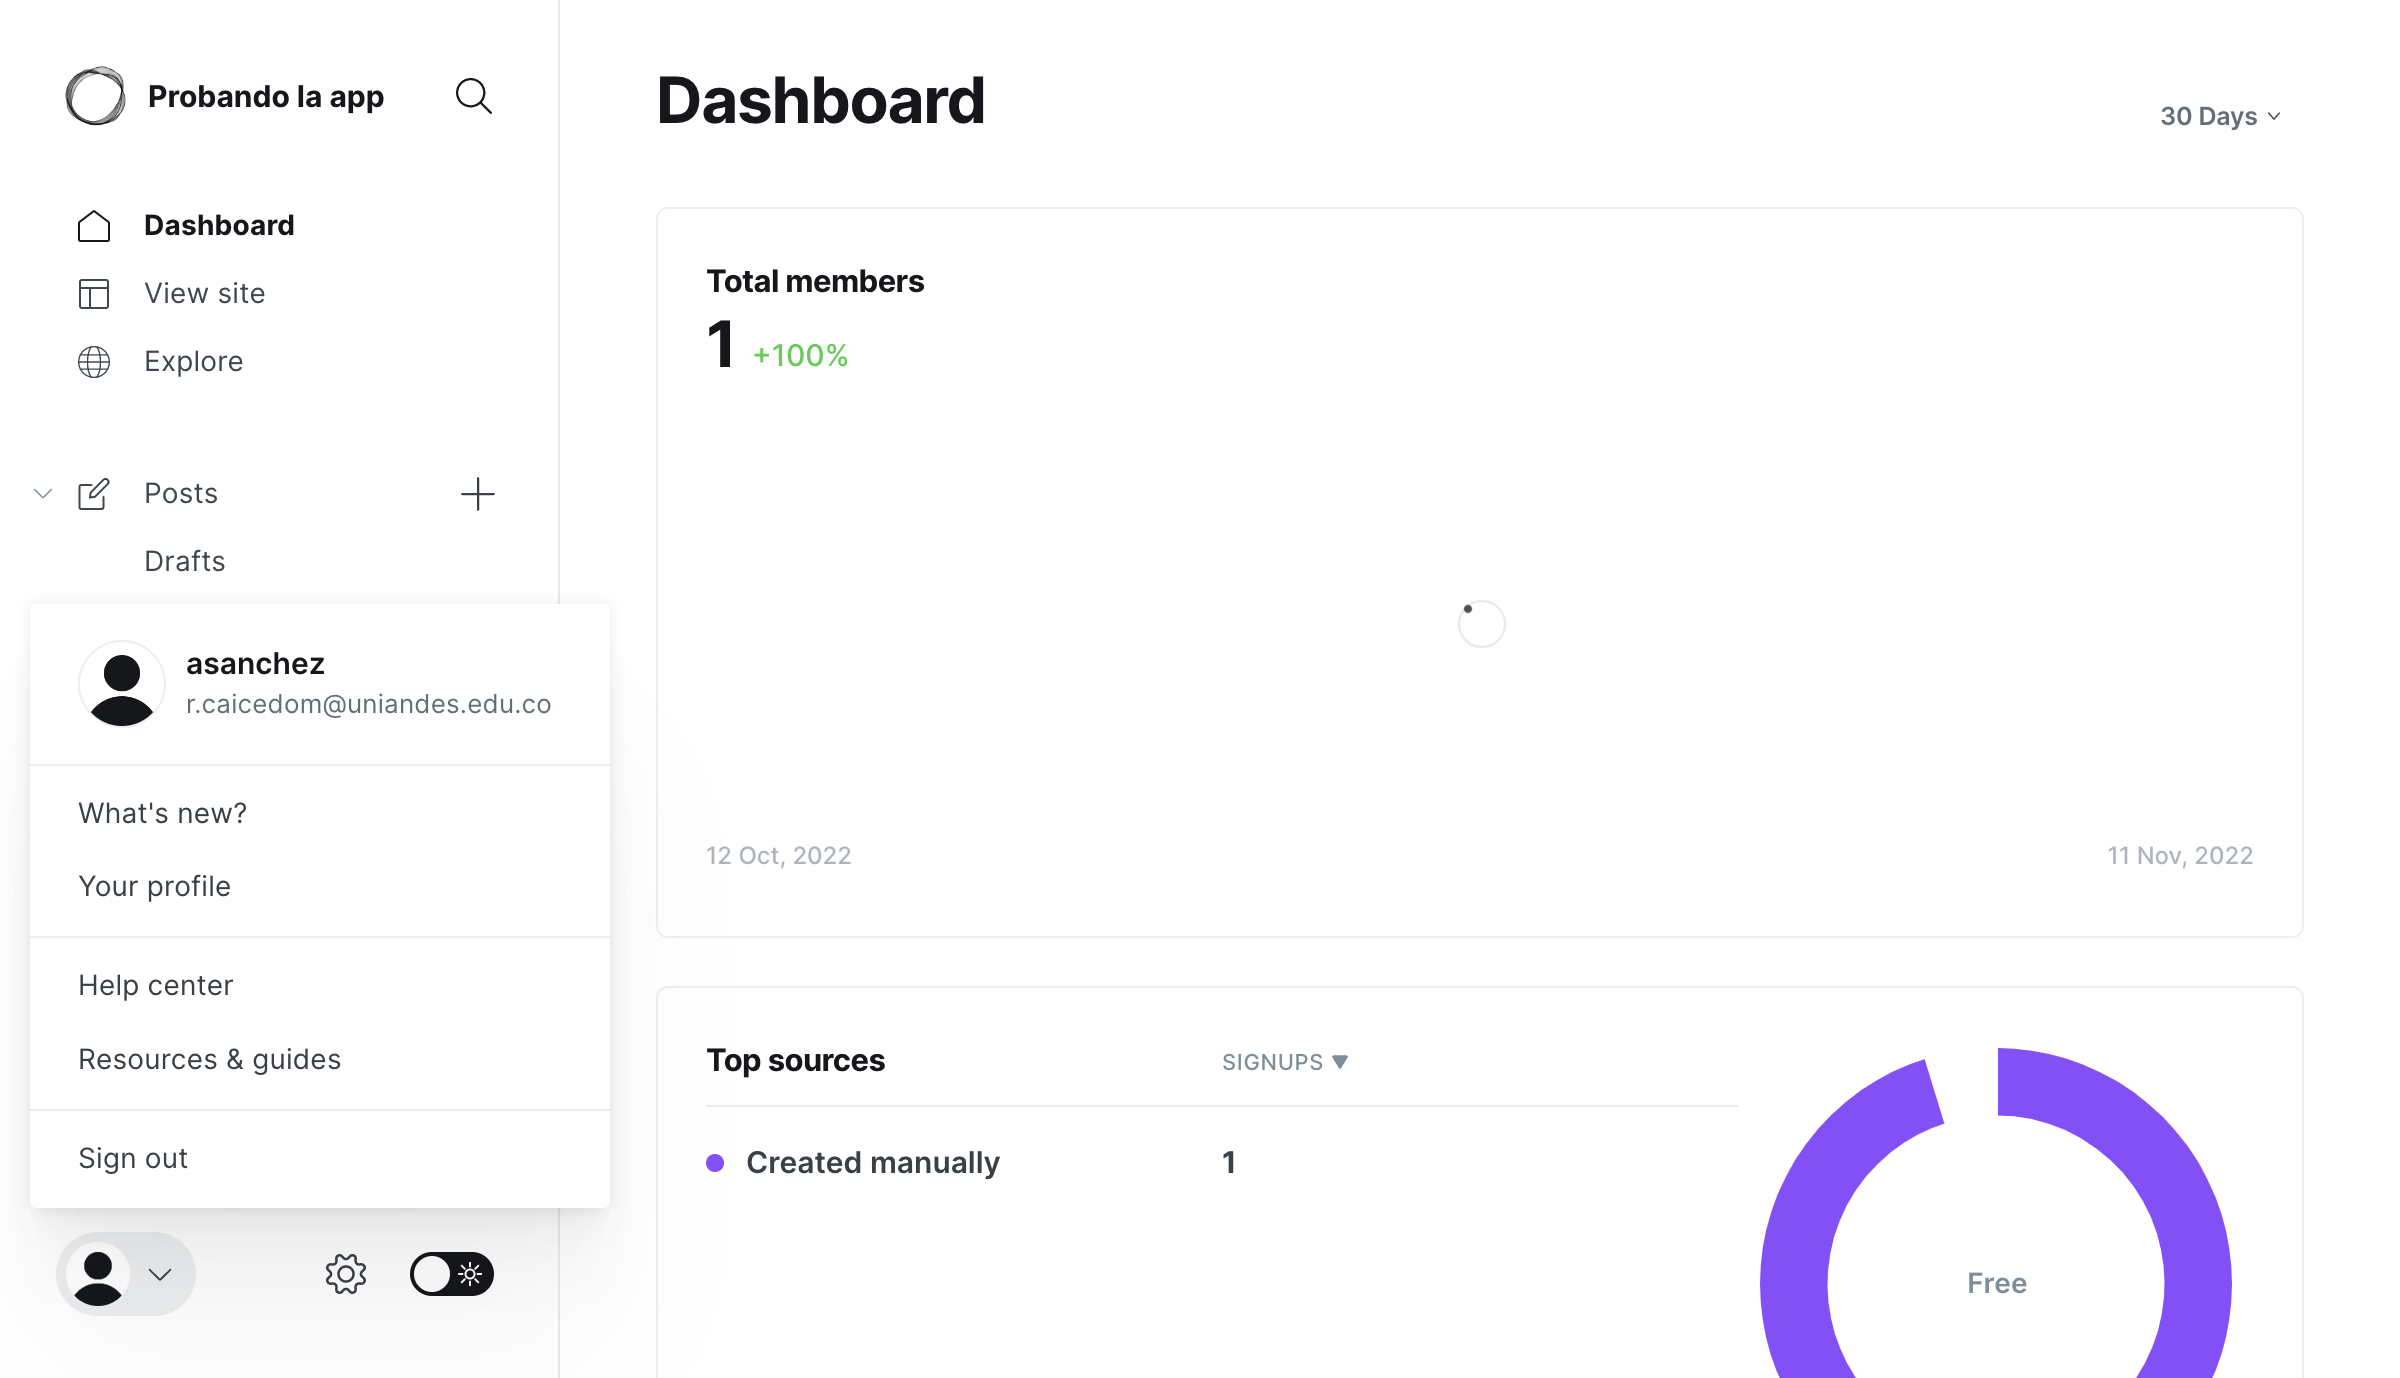 Probando la app
Dashboard
View site
Explore
Posts
Drafts
asanchez
r.caicedom@uniandes.edu.co
What's new?
Your profile
Help center
Resources & guides
Sign out
Dashboard
30 Days
Total members
1 +100%
12 Oct, 2022
11 Nov, 2022
Top sources
SIGNUPS
Created manually
1
Free